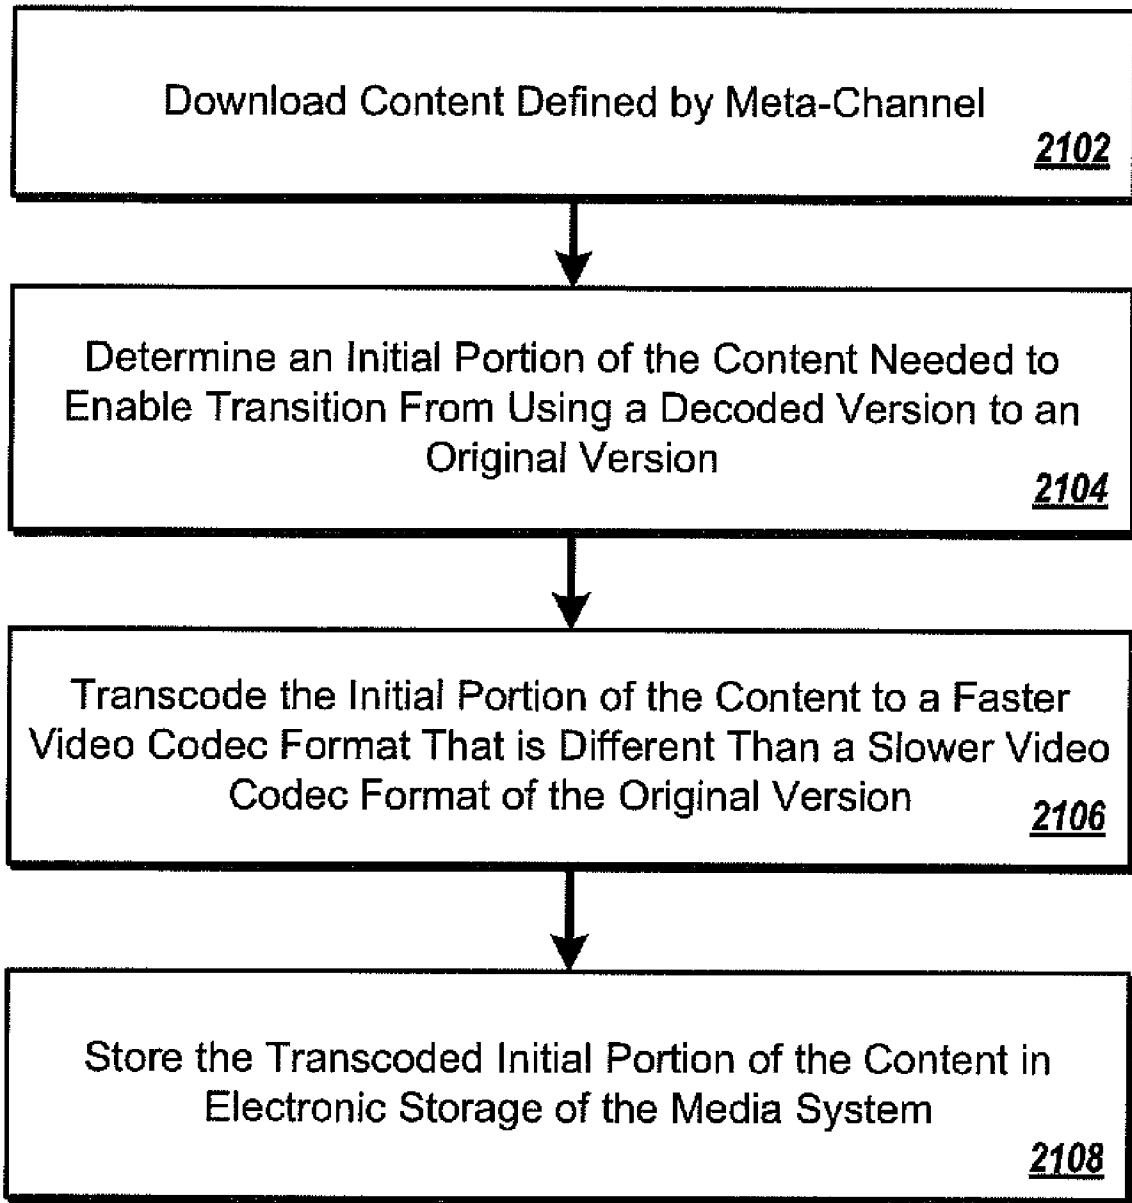 Download Content Defined by Meta-Channel
2102
Determine an Initial Portion of the Content Needed to
Enable Transition From Using a Decoded Version to an
Original Version
2104
Transcode the Initial Portion of the Content to a Faster
Video Codec Format That is Different Than a Slower Video
Codec Format of the Original Version
2106
Store the Transcoded Initial Portion of the Content in
Electronic Storage of the Media System
2108